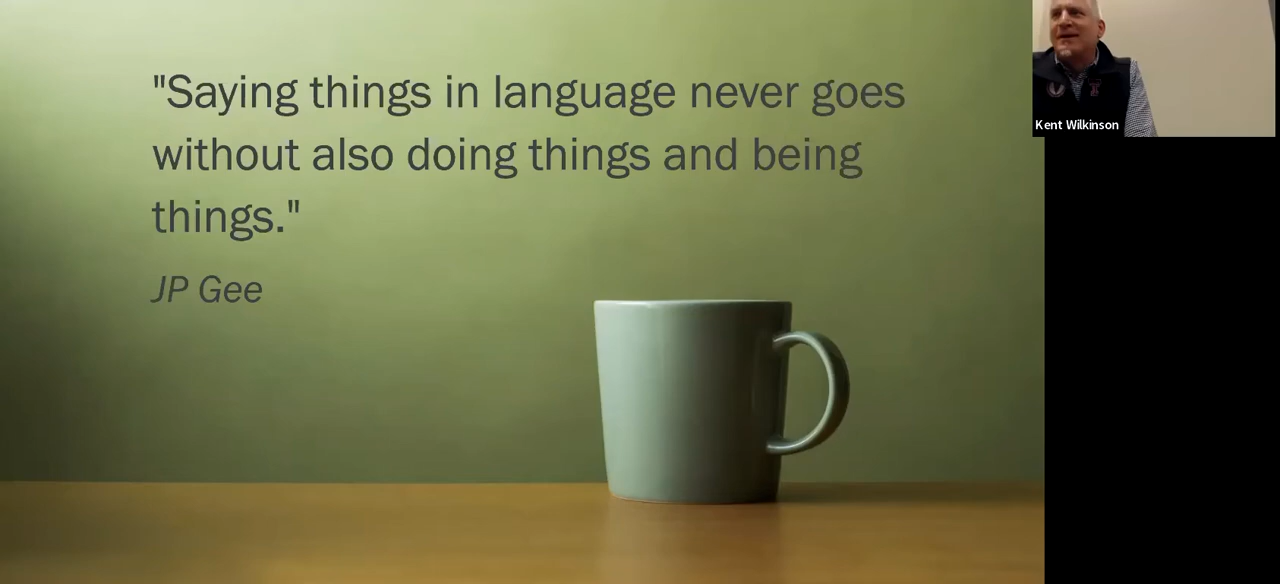 "Saying things in language never goes
without also doing things and being
things."
JP Gee
Kent Wilkinson